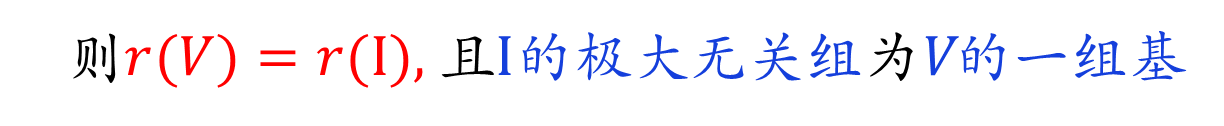 则r(V) = r(I), 且I的极大无关组为V的一组基